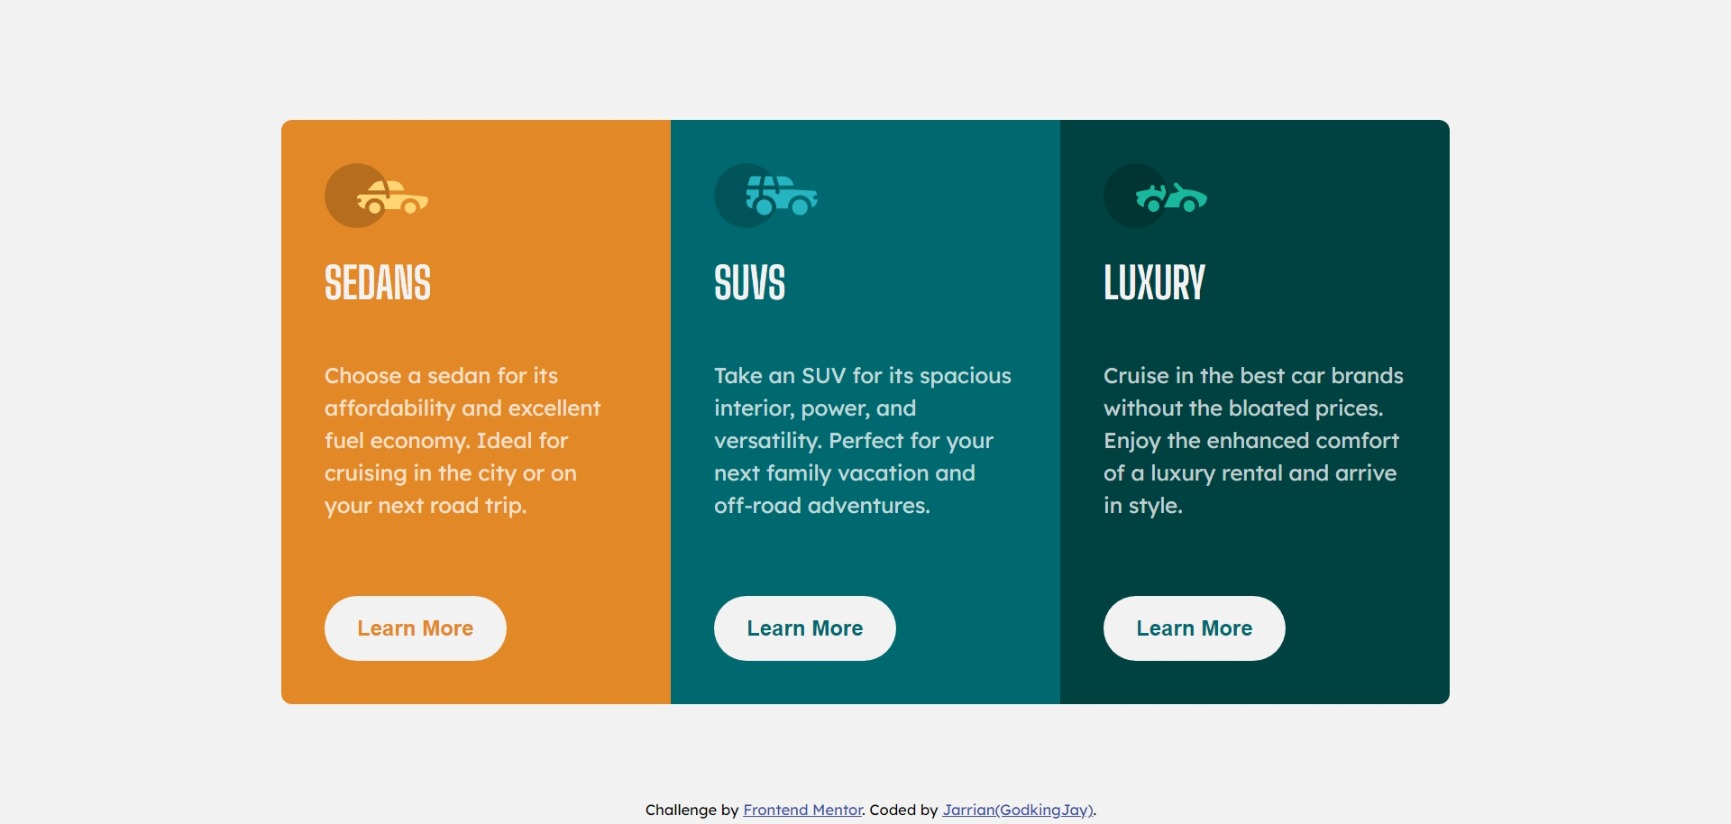 SEDANS
Choose a sedan for its
affordability and excellent
fuel economy. Ideal for
cruising in the city or on
your next road trip.
Learn More
SUVS
Take an SUV for its spacious
interior, power, and
versatility. Perfect for your
next family vacation and
off-road adventures.
Learn More
LUXURY
Cruise in the best car brands
without the bloated prices.
Enjoy the enhanced comfort
of a luxury rental and arrive
in style.
Learn More
Challenge by Frontend Mentor. Coded by Jarrian(GodkingJay).